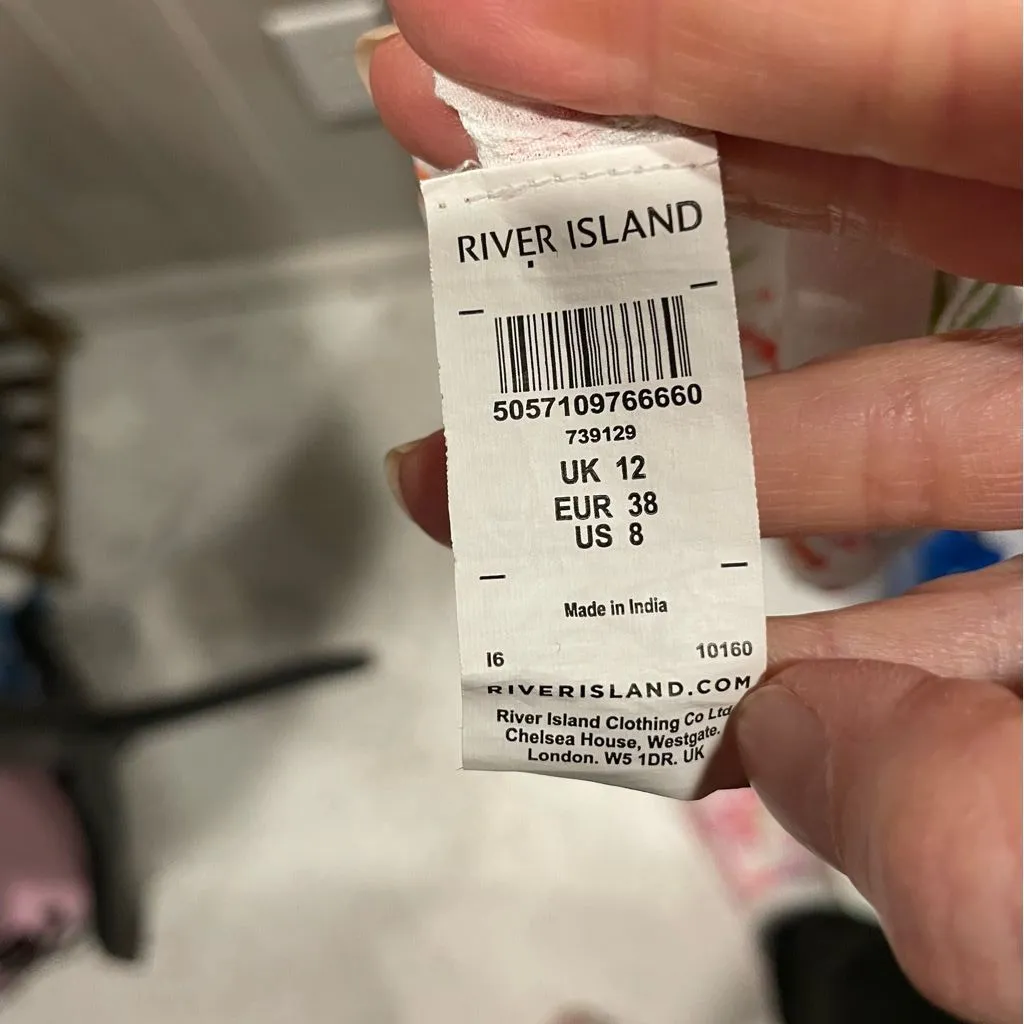 RIVER ISLAND
5057109766660
739129
UK 12
EUR 38
US 8
Made in India
I6 10160
RIVERISLAND.COM
River Island Clothing Co Ltd
Chelsea House, Westgate.
London. W5 1DR. UK